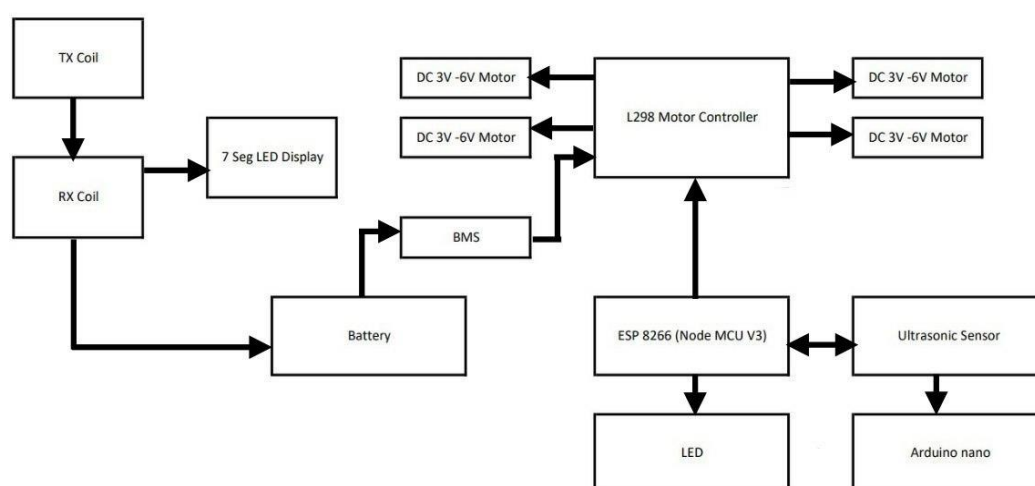 TX Coil
DC 3V -6V Motor
L298 Motor Controller
DC 3V -6V Motor
DC 3V -6V Motor
DC 3V -6V Motor
7 Seg LED Display
RX Coil
BMS
Battery
ESP 8266 (Node MCU V3)
Ultrasonic Sensor
LED
Arduino nano